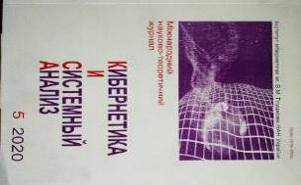 Міжнародний
науково-теоретичний
журнал
КИБЕРНЕТИКА
И
СИСТЕМНЫЙ
АНАЛИЗ
5 2020